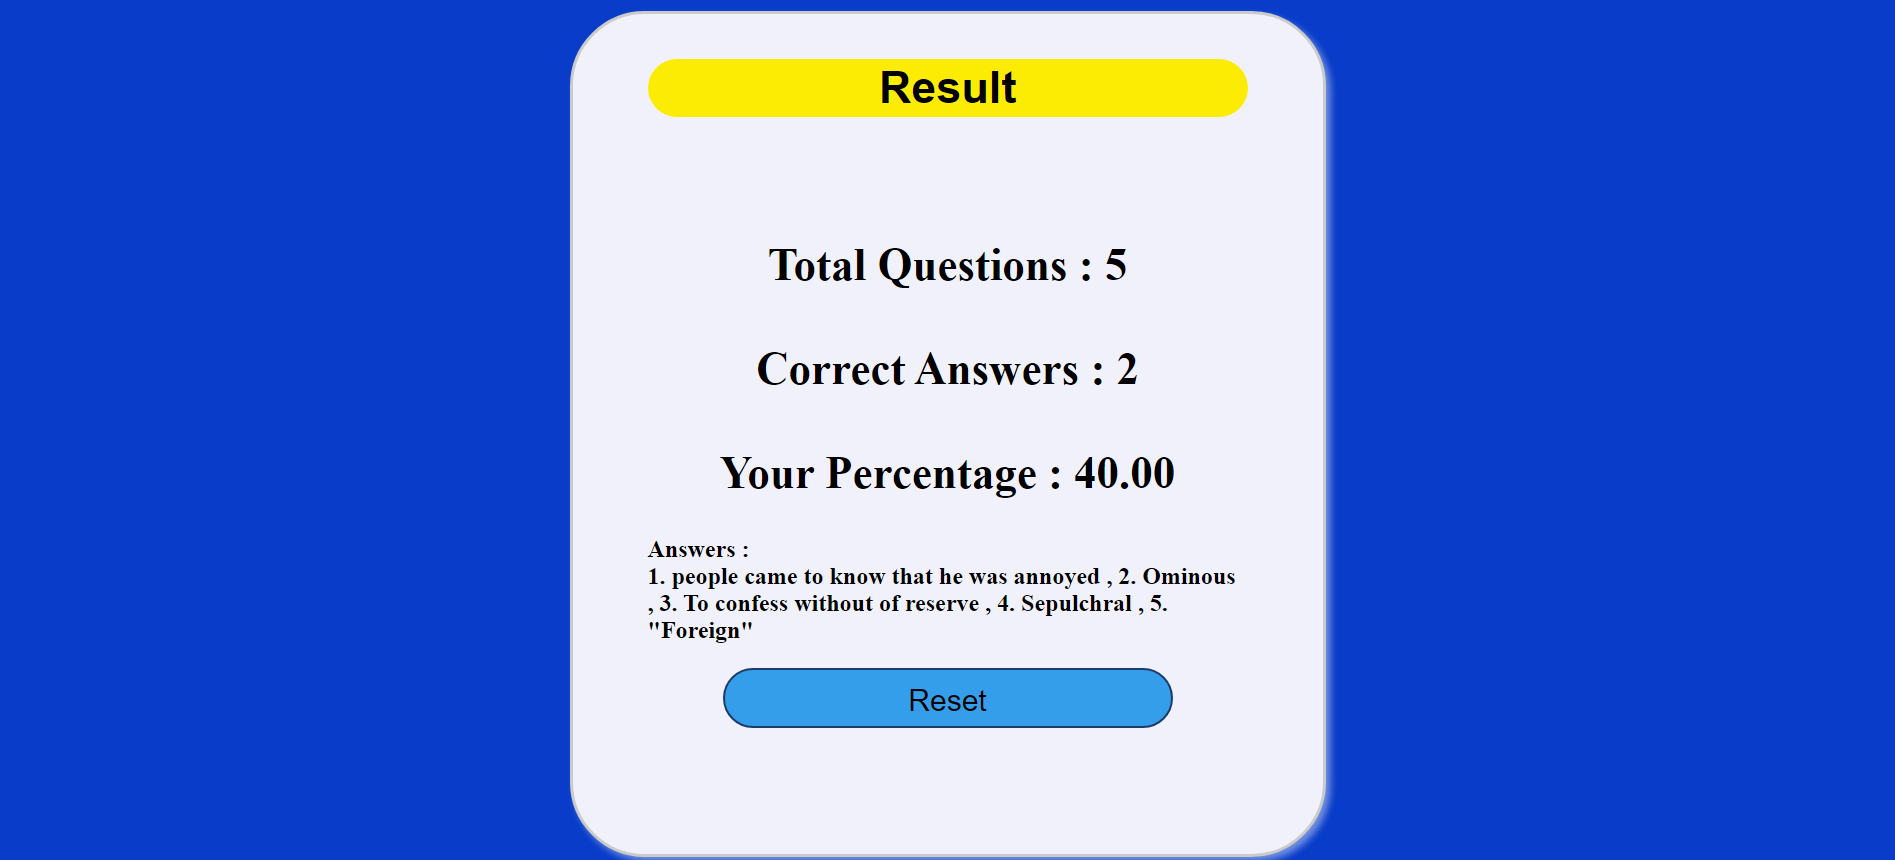 Result
Total Questions : 5
Correct Answers : 2
Your Percentage : 40.00
Answers :
1. people came to know that he was annoyed , 2. Ominous
, 3. To confess without of reserve , 4. Sepulchral , 5.
"Foreign"
Reset